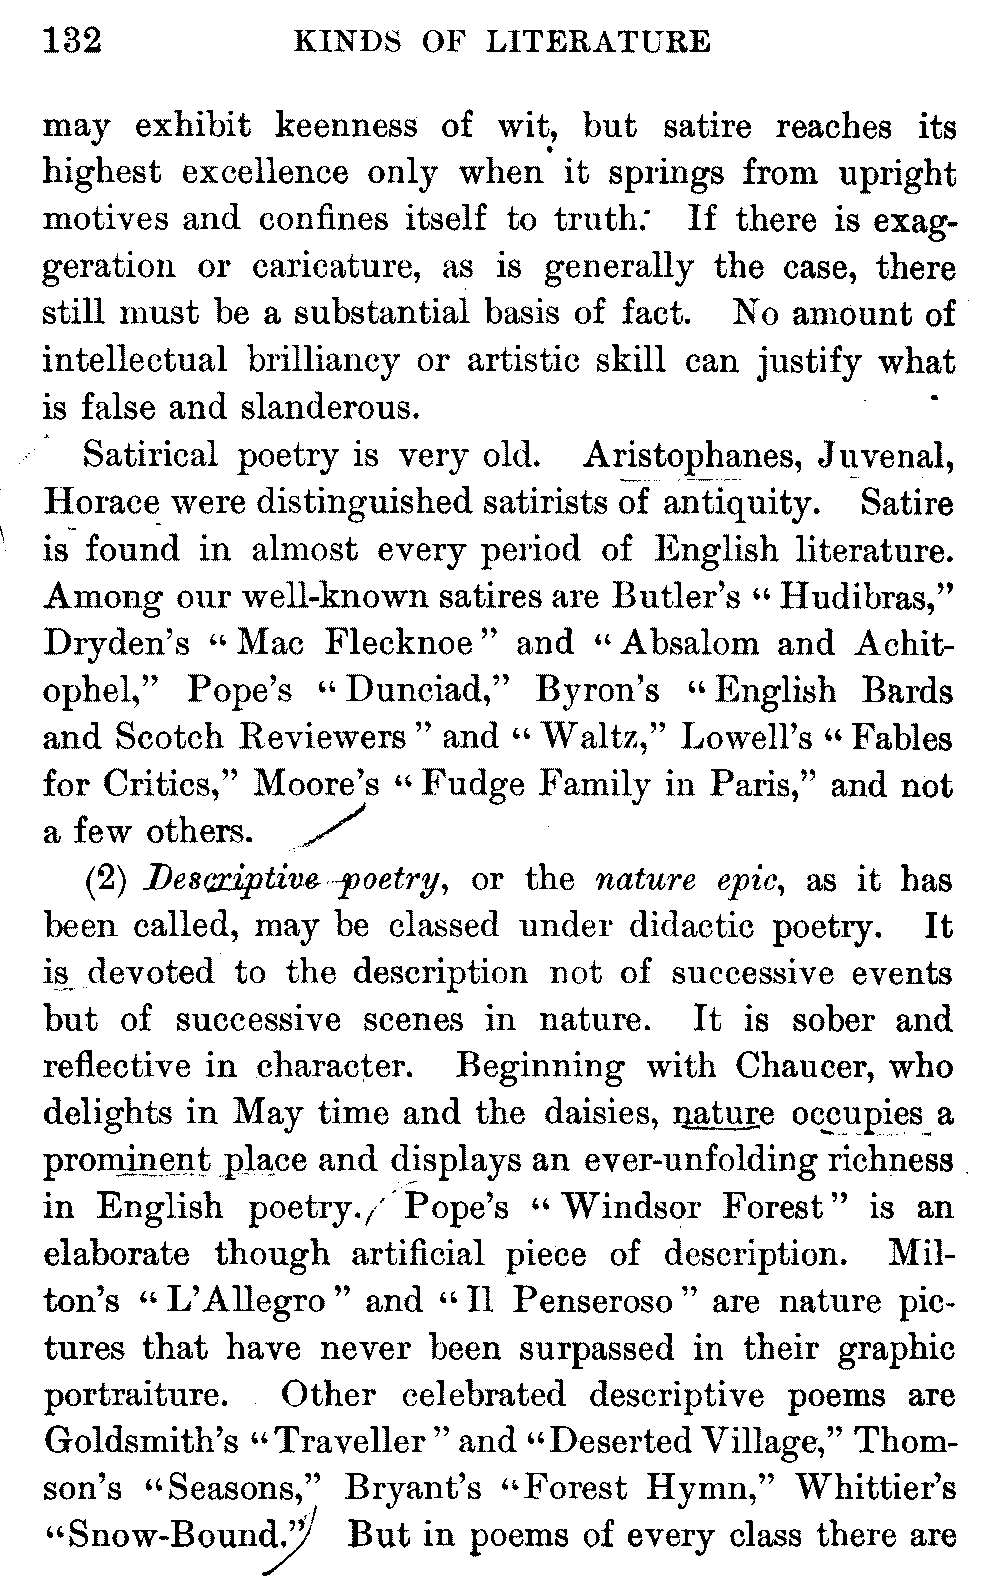 132 KINDS OF LITERATURE
may exhibit keenness of wit, but satire reaches its
highest excellence only when it springs from upright
motives and confines itself to truth. If there is exag-
geration or caricature, as is generally the case, there
still must be a substantial basis of fact. No amount of
intellectual brilliancy or artistic skill can justify what
is false and slanderous.
Satirical poetry is very old. Aristophanes, Juvenal,
Horace were distinguished satirists of antiquity. Satire
is found in almost every period of English literature.
Among our well-known satires are Butler's “Hudibras,”
Dryden's “Mac Flecknoe” and “Absalom and Achit-
ophel,” Pope's “Dunciad,” Byron's “English Bards
and Scotch Reviewers” and “Waltz,” Lowell's “Fables
for Critics,” Moore's “Fudge Family in Paris,” and not
a few others.
(2) Descriptive poetry, or the nature epic, as it has
been called, may be classed under didactic poetry. It
is devoted to the description not of successive events
but of successive scenes in nature. It is sober and
reflective in character. Beginning with Chaucer, who
delights in May time and the daisies, nature occupies a
prominent place and displays an ever-unfolding richness
in English poetry. Pope's “Windsor Forest” is an
elaborate though artificial piece of description. Mil-
ton's “L'Allegro” and “Il Penseroso” are nature pic-
tures that have never been surpassed in their graphic
portraiture. Other celebrated descriptive poems are
Goldsmith's “Traveller” and “Deserted Village,” Thom-
son's “Seasons,” Bryant's “Forest Hymn,” Whittier's
“Snow-Bound.” But in poems of every class there are